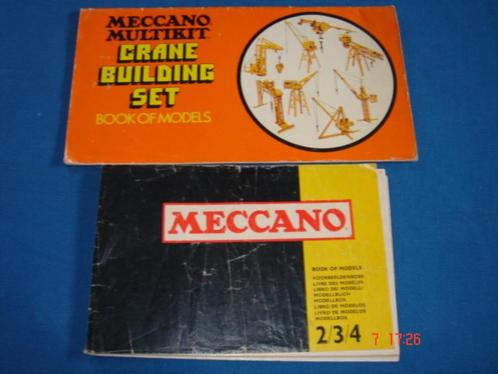 MECCANO
MULTIKIT
CRANE
BUILDING
SET
BOOK OF MODELS
MECCANO
BOOK OF MODELS
VOORBEELDENBOEK
LIVRE DES MODELES
LIBRO DEI MODELLI
MODELLBUCH
MODELLBOK
LIBRO DE MODELOS
LIVRO DE MODELOS
MODELLBOK
2/3/4
7 17:26